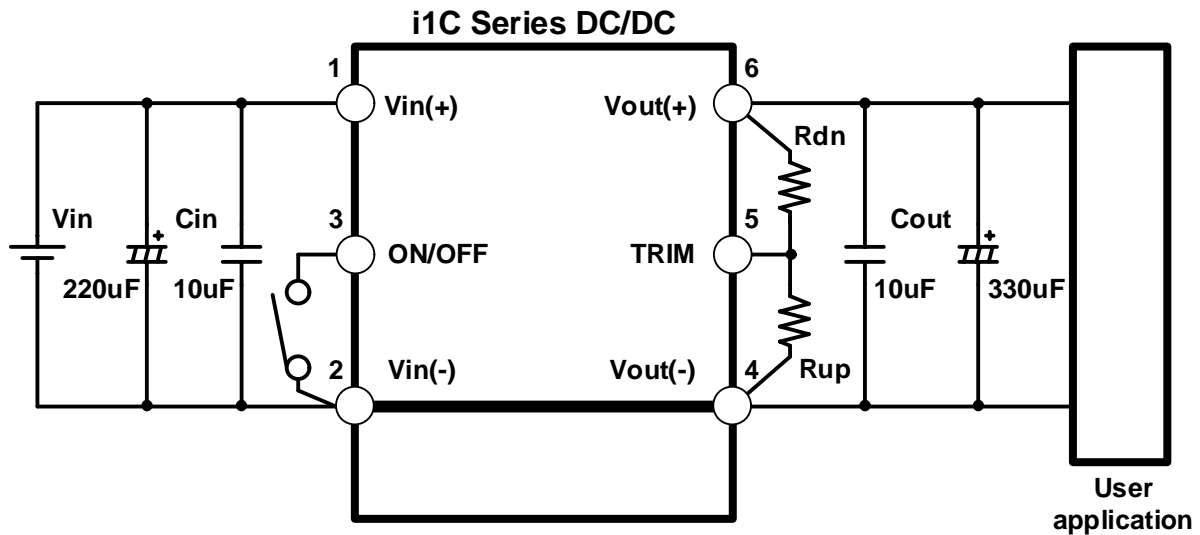 i1C Series DC/DC
1
6
Vin(+)
Vout(+)
Rdn
Vin
Cin
3
5
Cout
+
+
ON/OFF
TRIM
220uF
10uF
10uF
330uF
2
Vin(-)
Vout(-)
4
Rup
User
application